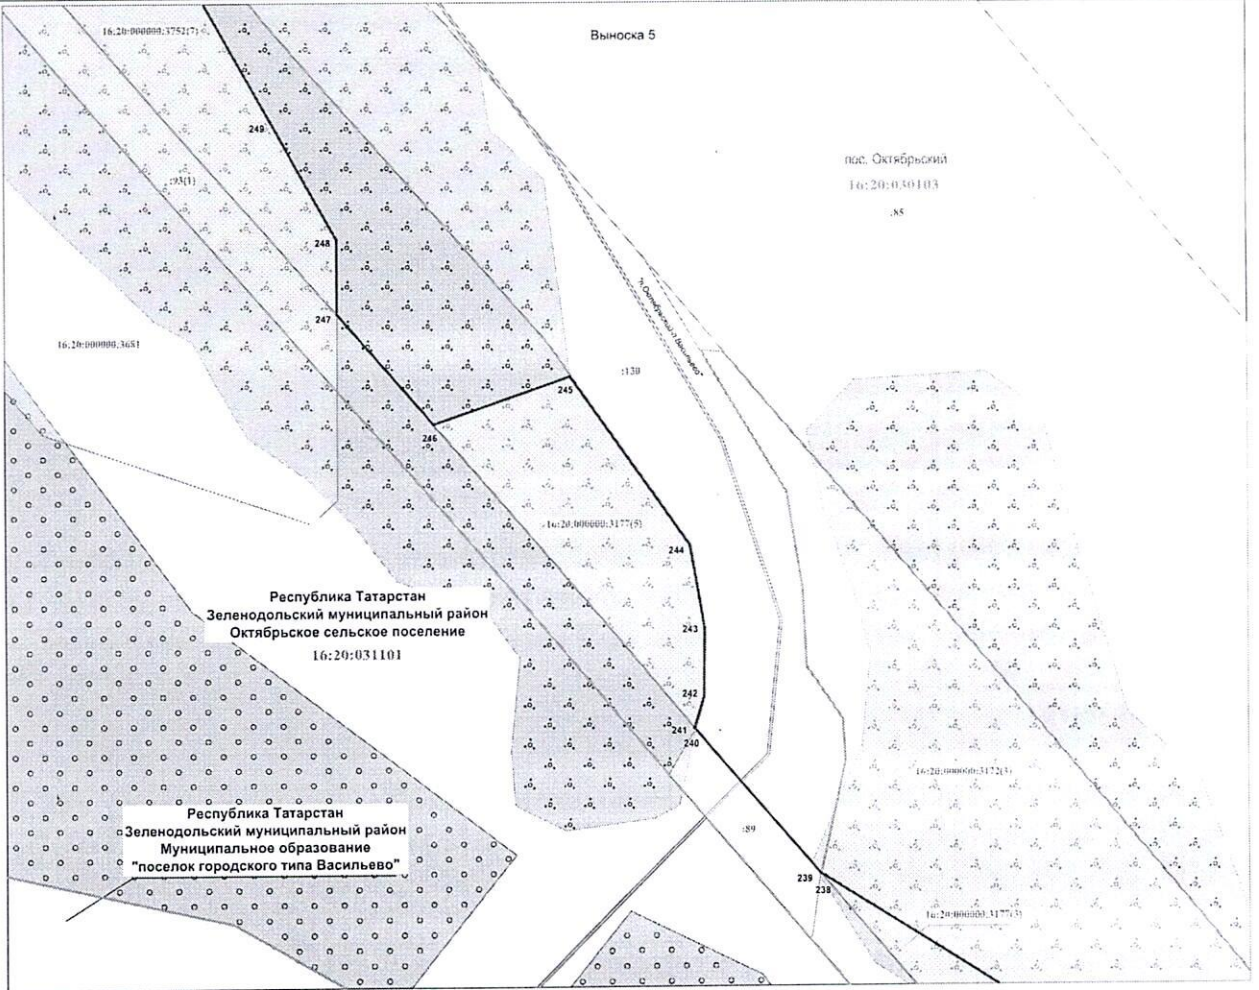 Выноска 5
16:20:000000:3752(7)
249
:93(1)
пос. Октябрьский
16:20:030103
:85
248
247
16:20:000000:3681
"п.Октябрьский-п.Васильево"
:130
245
246
16:20:000000:3177(5)
244
Республика Татарстан
Зеленодольский муниципальный район
Октябрьское сельское поселение
16:20:031101
243
242
241
240
16:20:000000:3172(3)
Республика Татарстан
Зеленодольский муниципальный район
Муниципальное образование
"поселок городского типа Васильево"
:89
239
238
16:20:000000:3177(3)